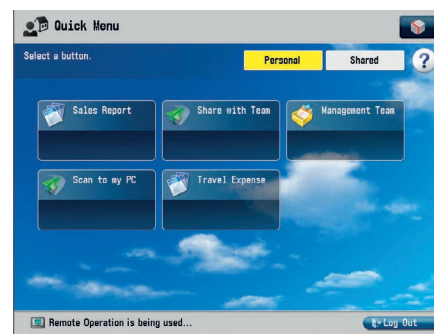 Quick Menu
Select a button.
Personal
Shared
?
Sales Report
Share with Team
Management Team
Scan to my PC
Travel Expense
Remote Operation is being used...
Log Out